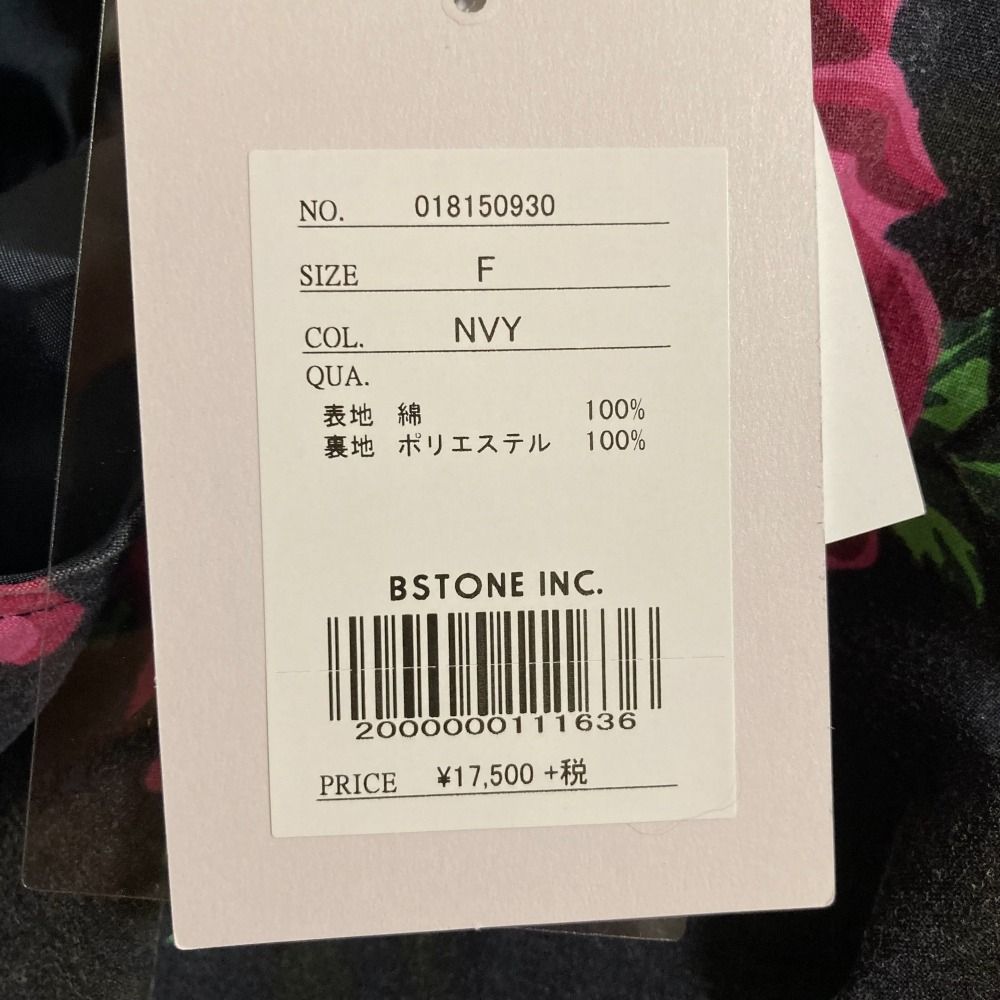 NO. 018150930
SIZE F
COL. NVY
QUA.
表地 綿 100%
裏地 ポリエステル 100%
BSTONE INC.
2000000111636
PRICE ¥17,500 +税